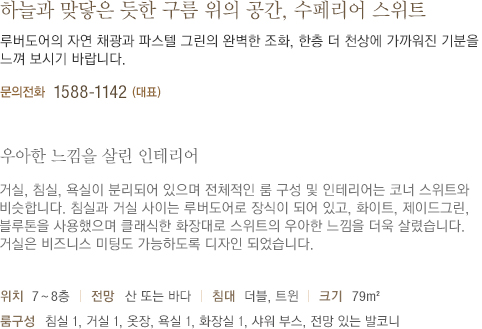 하늘과 맞닿은 듯한 구름 위의 공간, 수페리어 스위트
루버도어의 자연 채광과 파스텔 그린의 완벽한 조화, 한층 더 천상에 가까워진 기분을
느껴 보시기 바랍니다.
문의전화 1588-1142 (대표)
우아한 느낌을 살린 인테리어
거실, 침실, 욕실이 분리되어 있으며 전체적인 룸 구성 및 인테리어는 코너 스위트와
비슷합니다. 침실과 거실 사이는 루버도어로 장식이 되어 있고, 화이트, 제이드그린,
블루톤을 사용했으며 클래식한 화장대로 스위트의 우아한 느낌을 더욱 살렸습니다.
거실은 비즈니스 미팅도 가능하도록 디자인 되었습니다.
위치 7~8층 | 전망 산 또는 바다 | 침대 더블, 트윈 | 크기 79m²
룸구성 침실 1, 거실 1, 옷장, 욕실 1, 화장실 1, 샤워 부스, 전망 있는 발코니